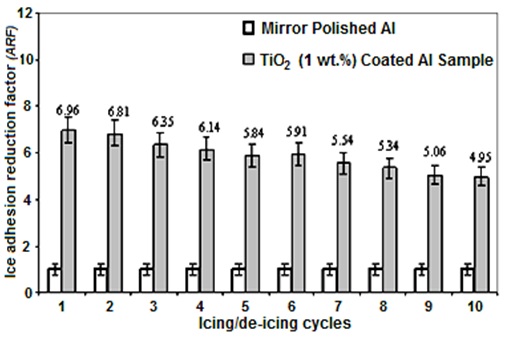 12
10
8
6
4
2
0
Ice adhesion reduction factor (ARF)
Mirror Polished Al
TiO₂ (1 wt.%) Coated Al Sample
6.96 6.81 6.35 6.14 5.84 5.91 5.54 5.34 5.06 4.95
1 2 3 4 5 6 7 8 9 10
Icing/de-icing cycles